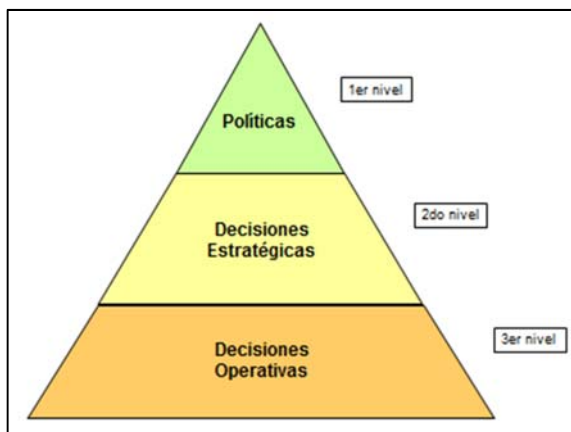 1er nivel
Políticas
2do nivel
Decisiones
Estratégicas
3er nivel
Decisiones
Operativas